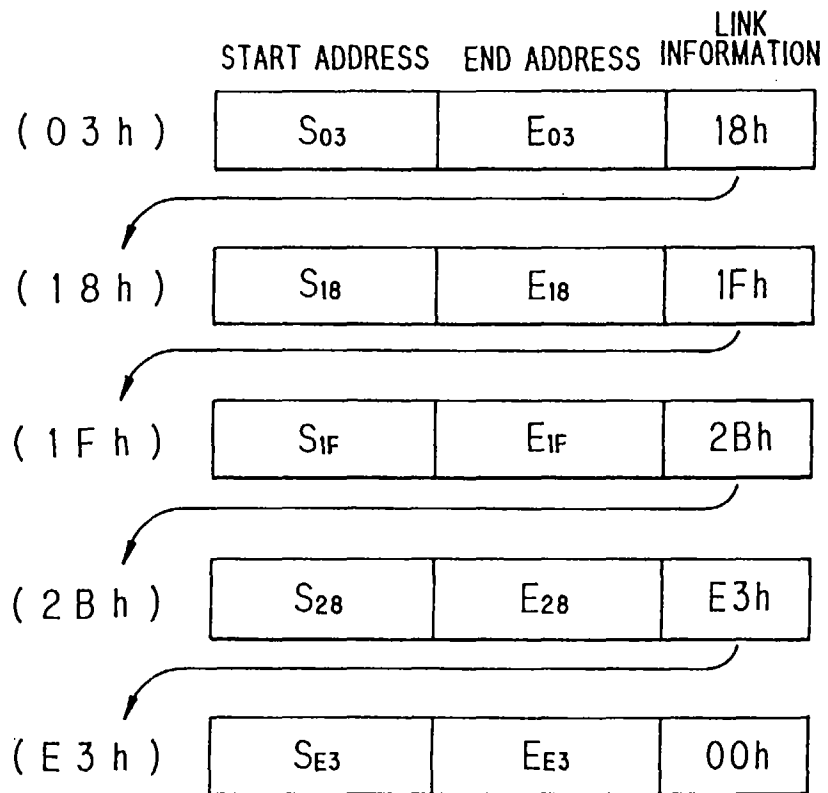 START ADDRESS END ADDRESS LINK INFORMATION
(03h) S03 E03 18h
(18h) S18 E18 1Fh
(1Fh) S1F E1F 2Bh
(2Bh) S28 E28 E3h
(E3h) SE3 EE3 00h